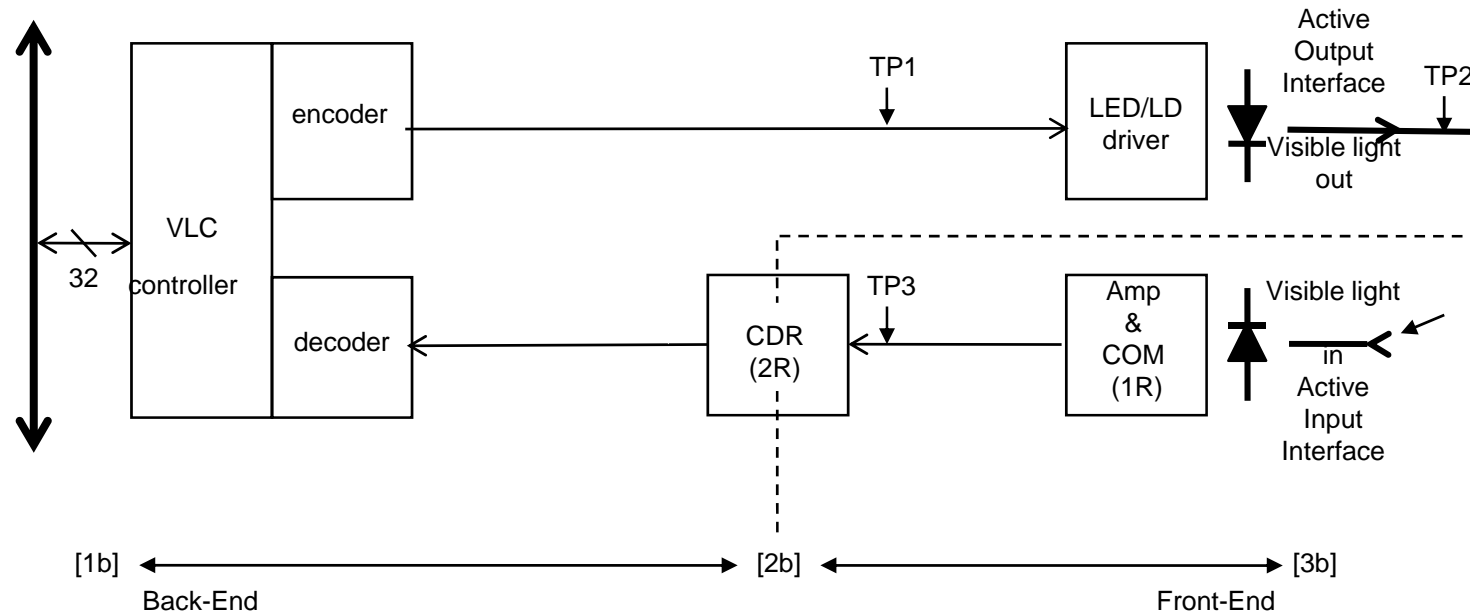 Active
Output
Interface
TP1
TP2
encoder
LED/LD
driver
Visible light
out
VLC
controller
32
decoder
CDR
(2R)
TP3
Amp
&
COM
(1R)
Visible light
in
Active
Input
Interface
[1b]
[2b]
[3b]
Back-End
Front-End